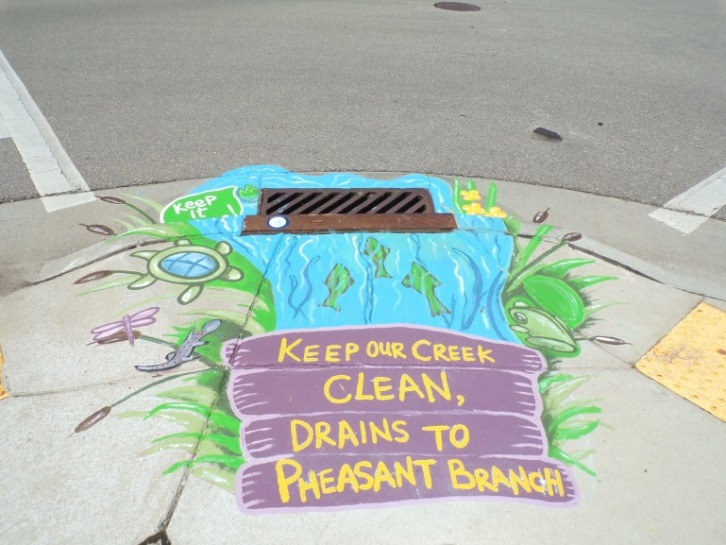 Keep
it
KEEP OUR CREEK
CLEAN,
DRAINS TO
PHEASANT BRANCH